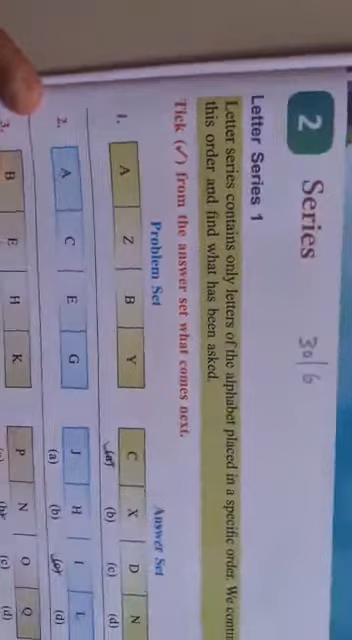 2 Series 30/6
Letter Series 1
Letter series contains only letters of the alphabet placed in a specific order. We
this order and find what has been asked.
Tick (✓) from the answer set what comes next.
Problem Set Answer Set
1. A Z B Y C X D N
(b) (c) (d)
2. A C E G J H I L
(a) (b) (d)
3. B E H K P N O Q
(c) (d)